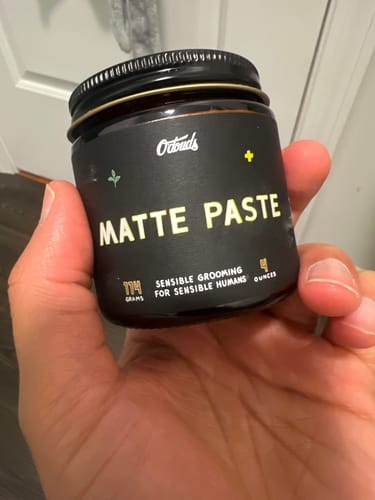 O'douds
MATTE PASTE
114
GRAMS
SENSIBLE GROOMING
FOR SENSIBLE HUMANS
4
OUNCES